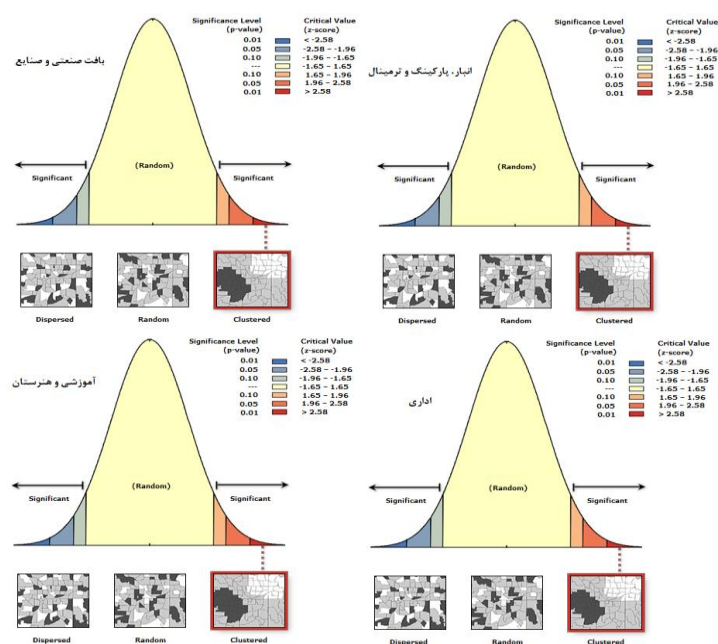 Significance Level Critical Value
(p-value) (z-score)
0.01 < -2.58
0.05 -2.58 - -1.96
0.10 -1.96 - -1.65
--- -1.65 - 1.65
0.10 1.65 - 1.96
0.05 1.96 - 2.58
0.01 > 2.58
بافت صنعتی و صنایع
(Random)
Significant Significant
Dispersed Random Clustered
Significance Level Critical Value
(p-value) (z-score)
0.01 < -2.58
0.05 -2.58 - -1.96
0.10 -1.96 - -1.65
--- -1.65 - 1.65
0.10 1.65 - 1.96
0.05 1.96 - 2.58
0.01 > 2.58
انبار، پارکینگ و ترمینال
(Random)
Significant Significant
Dispersed Random Clustered
Significance Level Critical Value
(p-value) (z-score)
0.01 < -2.58
0.05 -2.58 - -1.96
0.10 -1.96 - -1.65
--- -1.65 - 1.65
0.10 1.65 - 1.96
0.05 1.96 - 2.58
0.01 > 2.58
آموزشی و هنرستان
(Random)
Significant Significant
Dispersed Random Clustered
Significance Level Critical Value
(p-value) (z-score)
0.01 < -2.58
0.05 -2.58 - -1.96
0.10 -1.96 - -1.65
--- -1.65 - 1.65
0.10 1.65 - 1.96
0.05 1.96 - 2.58
0.01 > 2.58
اداری
(Random)
Significant Significant
Dispersed Random Clustered